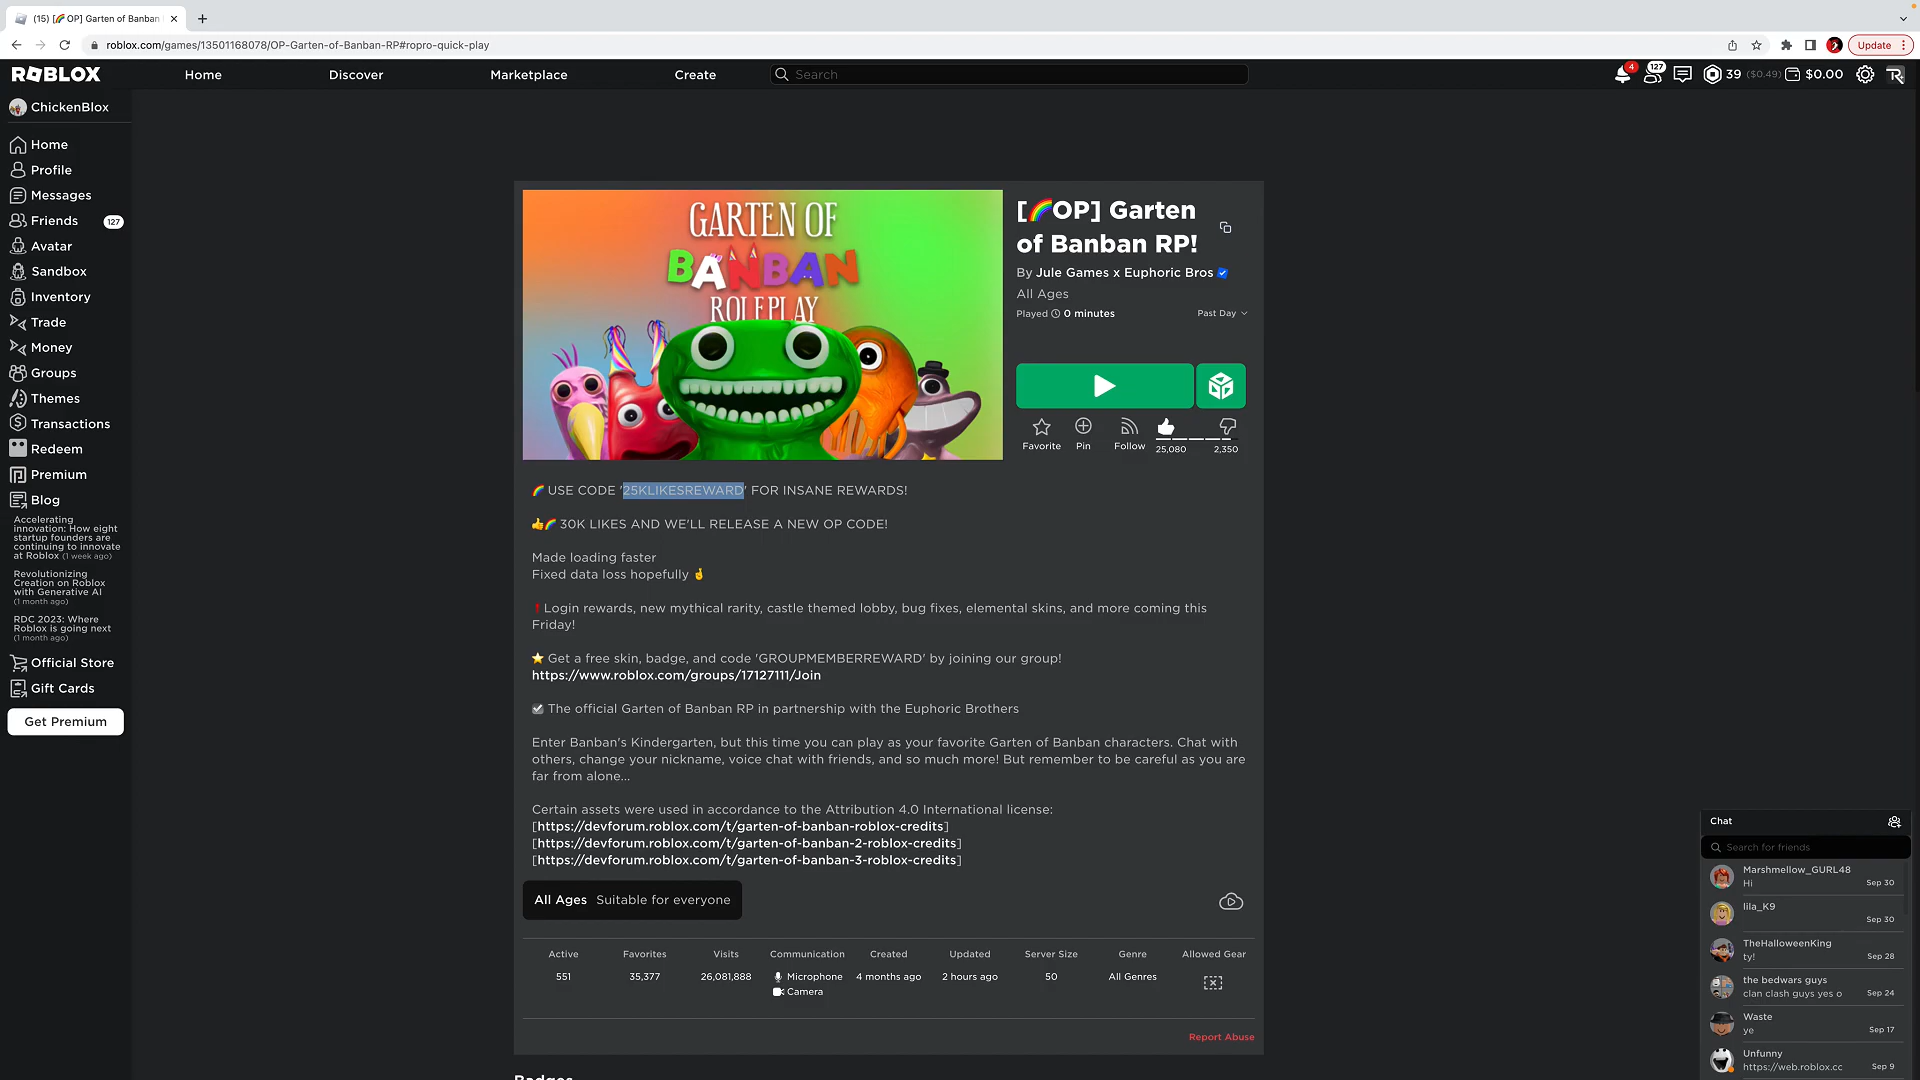 (15) [🌈 OP] Garten of Banban
roblox.com/games/13501168078/OP-Garten-of-Banban-RP#ropro-quick-play
Update
ROBLOX
Home
Discover
Marketplace
Create
Search
4
127
39 ($0.49)
$0.00
ChickenBlox
Home
Profile
Messages
Friends
127
Avatar
Sandbox
Inventory
Trade
Money
Groups
Themes
Transactions
Redeem
Premium
Blog
Accelerating
innovation: How eight
startup founders are
continuing to innovate
at Roblox (1 week ago)
Revolutionizing
Creation on Roblox
with Generative AI
(1 month ago)
RDC 2023: Where
Roblox is going next
(1 month ago)
Official Store
Gift Cards
Get Premium
GARTEN OF
BANBAN
ROLEPLAY
[🌈OP] Garten
of Banban RP!
By Jule Games x Euphoric Bros
All Ages
Played 0 minutes
Past Day
Favorite
Pin
Follow
25,080
2,350
🌈 USE CODE '25KLIKESREWARD' FOR INSANE REWARDS!
👍🌈 30K LIKES AND WE'LL RELEASE A NEW OP CODE!
Made loading faster
Fixed data loss hopefully 🤞
❗Login rewards, new mythical rarity, castle themed lobby, bug fixes, elemental skins, and more coming this
Friday!
⭐ Get a free skin, badge, and code 'GROUPMEMBERREWARD' by joining our group!
https://www.roblox.com/groups/17127111/Join
☑️ The official Garten of Banban RP in partnership with the Euphoric Brothers
Enter Banban's Kindergarten, but this time you can play as your favorite Garten of Banban characters. Chat with
others, change your nickname, voice chat with friends, and so much more! But remember to be careful as you are
far from alone...
Certain assets were used in accordance to the Attribution 4.0 International license:
[https://devforum.roblox.com/t/garten-of-banban-roblox-credits]
[https://devforum.roblox.com/t/garten-of-banban-2-roblox-credits]
[https://devforum.roblox.com/t/garten-of-banban-3-roblox-credits]
All Ages Suitable for everyone
Active
Favorites
Visits
Communication
Created
Updated
Server Size
Genre
Allowed Gear
551
35,377
26,081,888
Microphone
Camera
4 months ago
2 hours ago
50
All Genres
Report Abuse
Badges
Chat
Search for friends
Marshmellow_GURL48
Hi
Sep 30
lila_K9
Sep 30
TheHalloweenKing
ty!
Sep 28
the bedwars guys
clan clash guys yes o
Sep 24
Waste
ye
Sep 17
Unfunny
https://web.roblox.cc
Sep 9